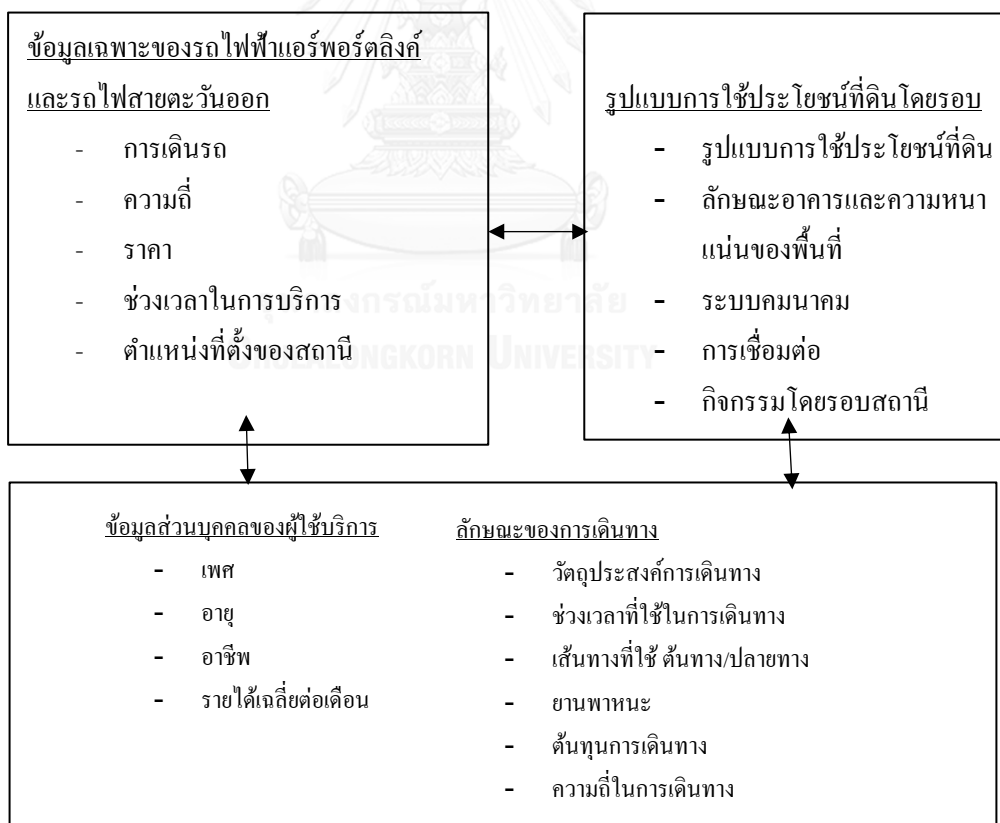 ข้อมูลเฉพาะของรถไฟฟ้าแอร์พอร์ตลิงค์
และรถไฟสายตะวันออก
- การเดินรถ
- ความถี่
- ราคา
- ช่วงเวลาในการบริการ
- ตำแหน่งที่ตั้งของสถานี
รูปแบบการใช้ประโยชน์ที่ดินโดยรอบ
- รูปแบบการใช้ประโยชน์ที่ดิน
- ลักษณะอาคารและความหนา
แน่นของพื้นที่
- ระบบคมนาคม
- การเชื่อมต่อ
- กิจกรรมโดยรอบสถานี
จุฬาลงกรณ์มหาวิทยาลัย
CHULALONGKORN UNIVERSITY
ข้อมูลส่วนบุคคลของผู้ใช้บริการ
- เพศ
- อายุ
- อาชีพ
- รายได้เฉลี่ยต่อเดือน
ลักษณะของการเดินทาง
- วัตถุประสงค์การเดินทาง
- ช่วงเวลาที่ใช้ในการเดินทาง
- เส้นทางที่ใช้ ต้นทาง/ปลายทาง
- ยานพาหนะ
- ต้นทุนการเดินทาง
- ความถี่ในการเดินทาง